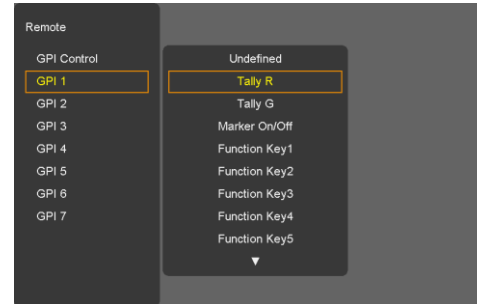 Remote
GPI Control
GPI 1
GPI 2
GPI 3
GPI 4
GPI 5
GPI 6
GPI 7
Undefined
Tally R
Tally G
Marker On/Off
Function Key1
Function Key2
Function Key3
Function Key4
Function Key5
▼